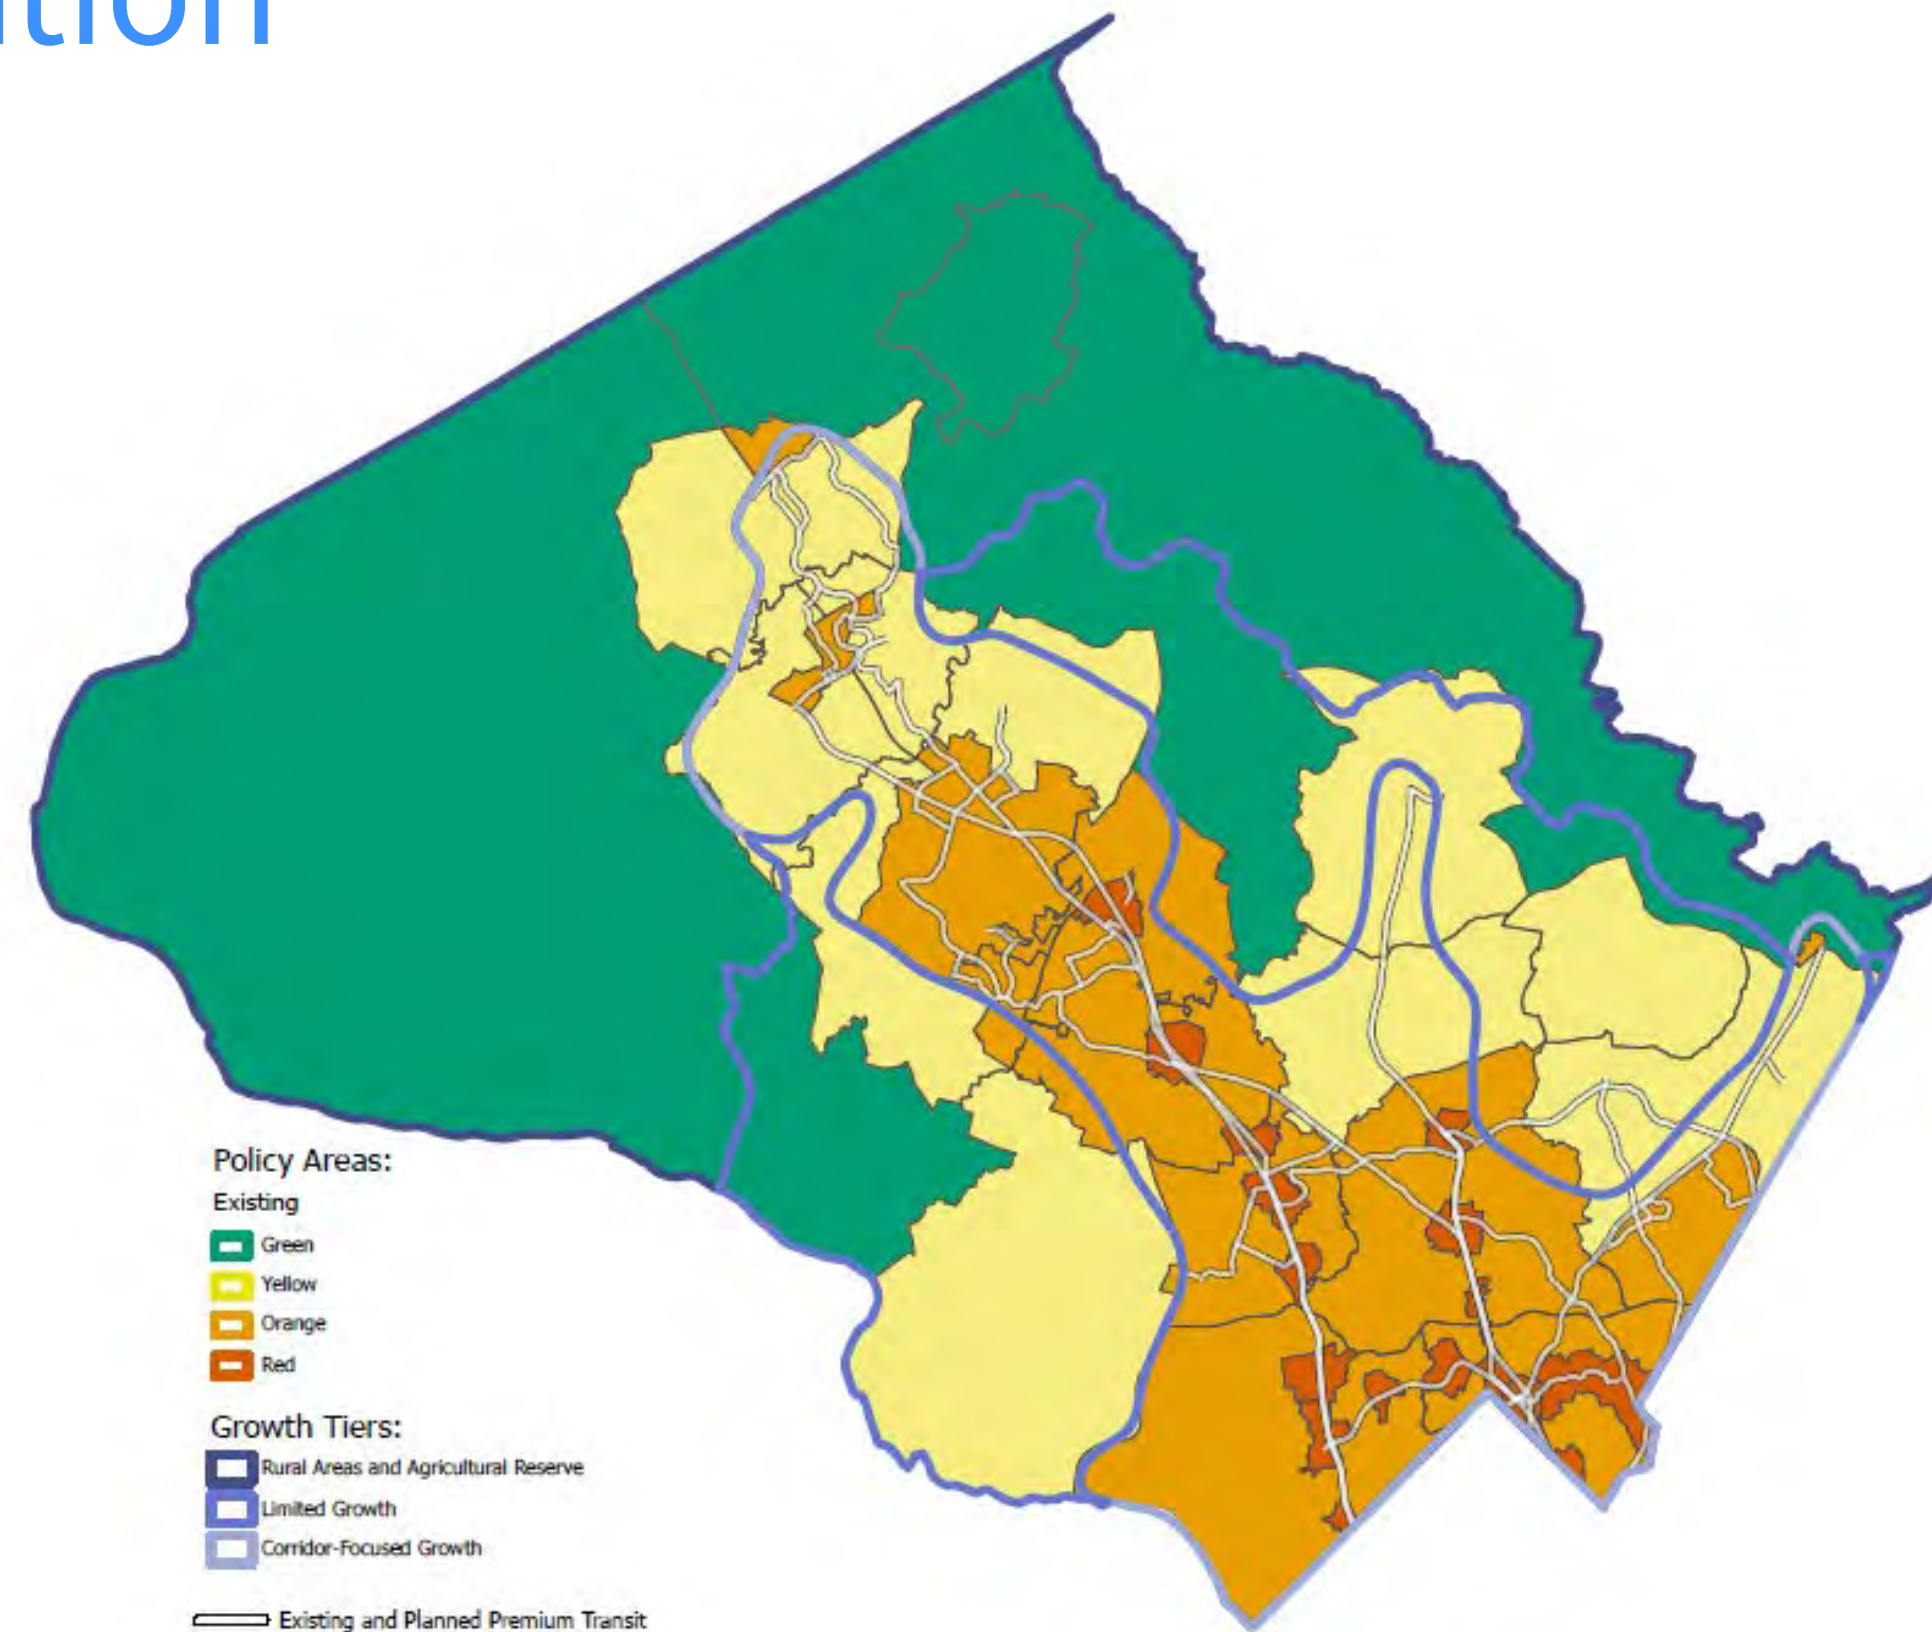 ition
Policy Areas:
Existing
Green
Yellow
Orange
Red
Growth Tiers:
Rural Areas and Agricultural Reserve
Limited Growth
Corridor-Focused Growth
Existing and Planned Premium Transit